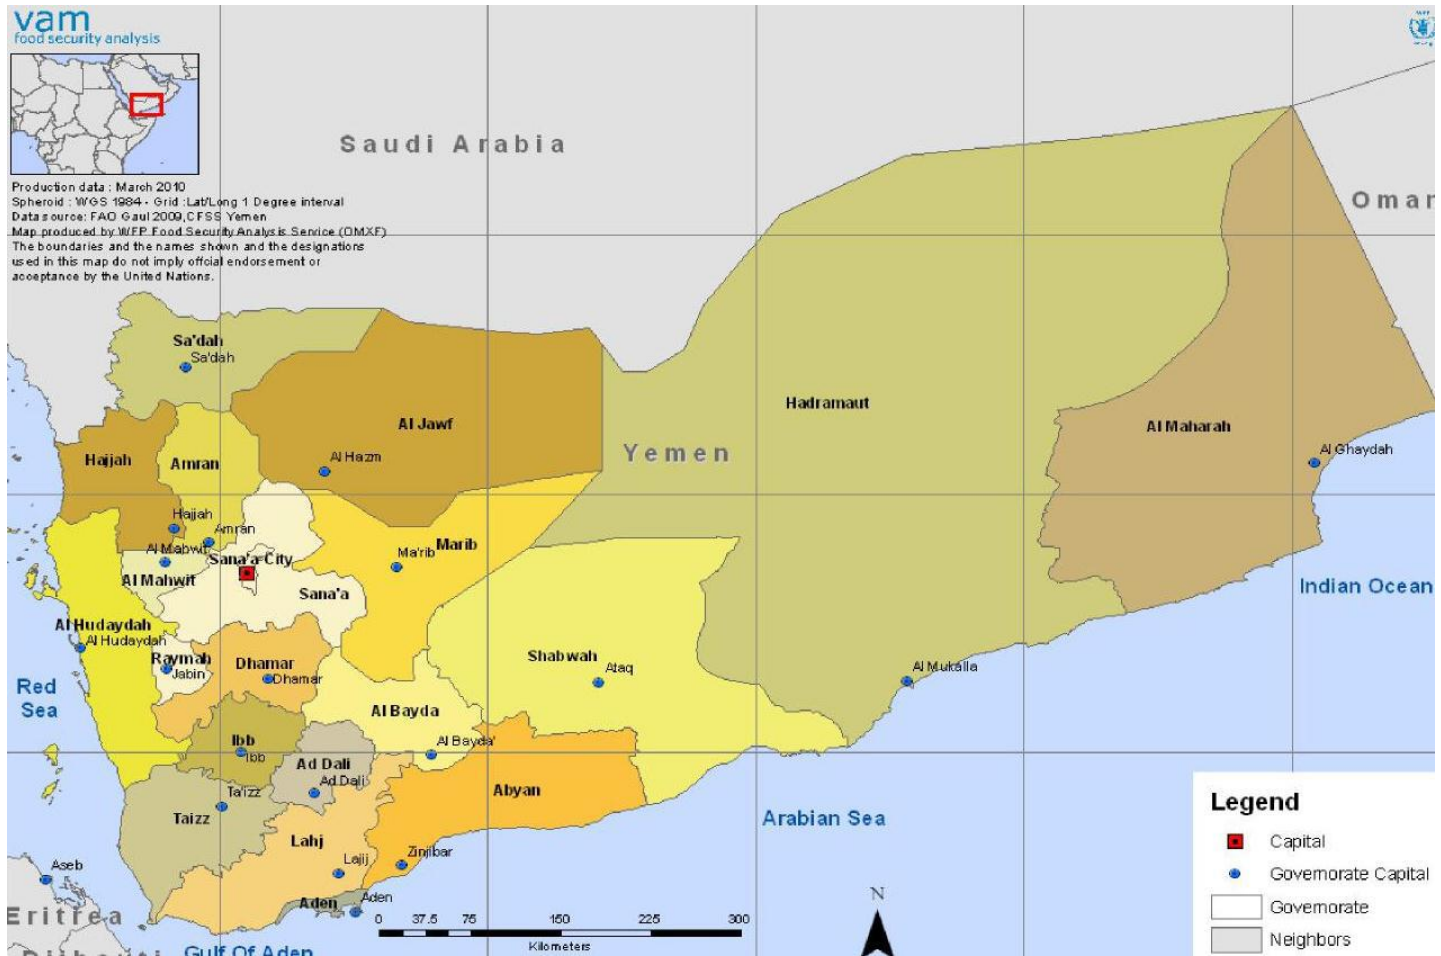 vam
food security analysis
Production data : March 2010
Spheroid : WGS 1984 - Grid : Lat/Long 1 Degree interval
Data source: FAO Gaul 2009, CFSS Yemen
Map produced by WFP Food Security Analysis Service (OMXF)
The boundaries and the names shown and the designations
used in this map do not imply official endorsement or
acceptance by the United Nations.
Saudi Arabia
Oman
Yemen
Sa'dah
Sa'dah
Al Jawf
Al Hazm
Hajjah
Hajjah
Amran
Amran
Hadramaut
Al Mukalla
Al Maharah
Al Ghaydah
Al Mahwit
Al Mahwit
Sana'a City
Sana'a
Marib
Ma'rib
Al Hudaydah
Al Hudaydah
Raymah
Jabin
Dhamar
Dhamar
Shabwah
Ataq
Al Bayda
Al Bayda'
Ibb
Ibb
Ad Dali
Ad Dali
Abyan
Zinjibar
Taizz
Ta'izz
Lahj
Lajij
Aden
Aden
Aseb
Eritrea
Djibouti
Red
Sea
Gulf Of Aden
Arabian Sea
Indian Ocean
0 37.5 75 150 225 300
Kilometers
N
Legend
Capital
Governorate Capital
Governorate
Neighbors